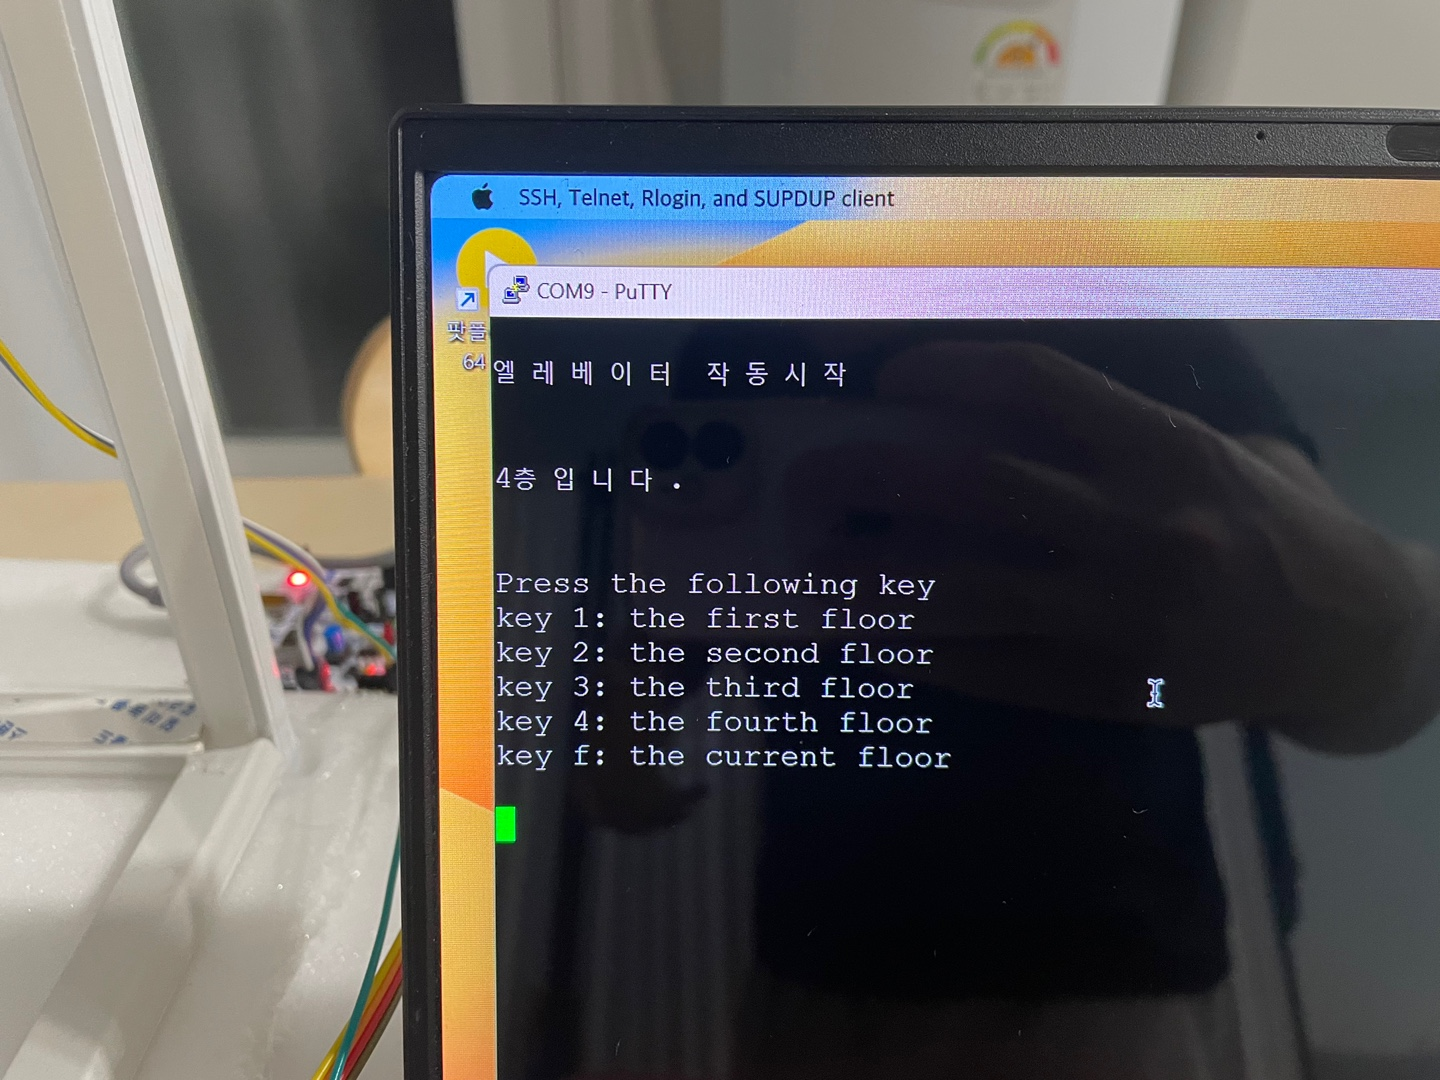 SSH, Telnet, Rlogin, and SUPDUP client
COM9 - PuTTY
팟플
64
엘레베이터 작동시작
4층입니다.
Press the following key
key 1: the first floor
key 2: the second floor
key 3: the third floor
key 4: the fourth floor
key f: the current floor